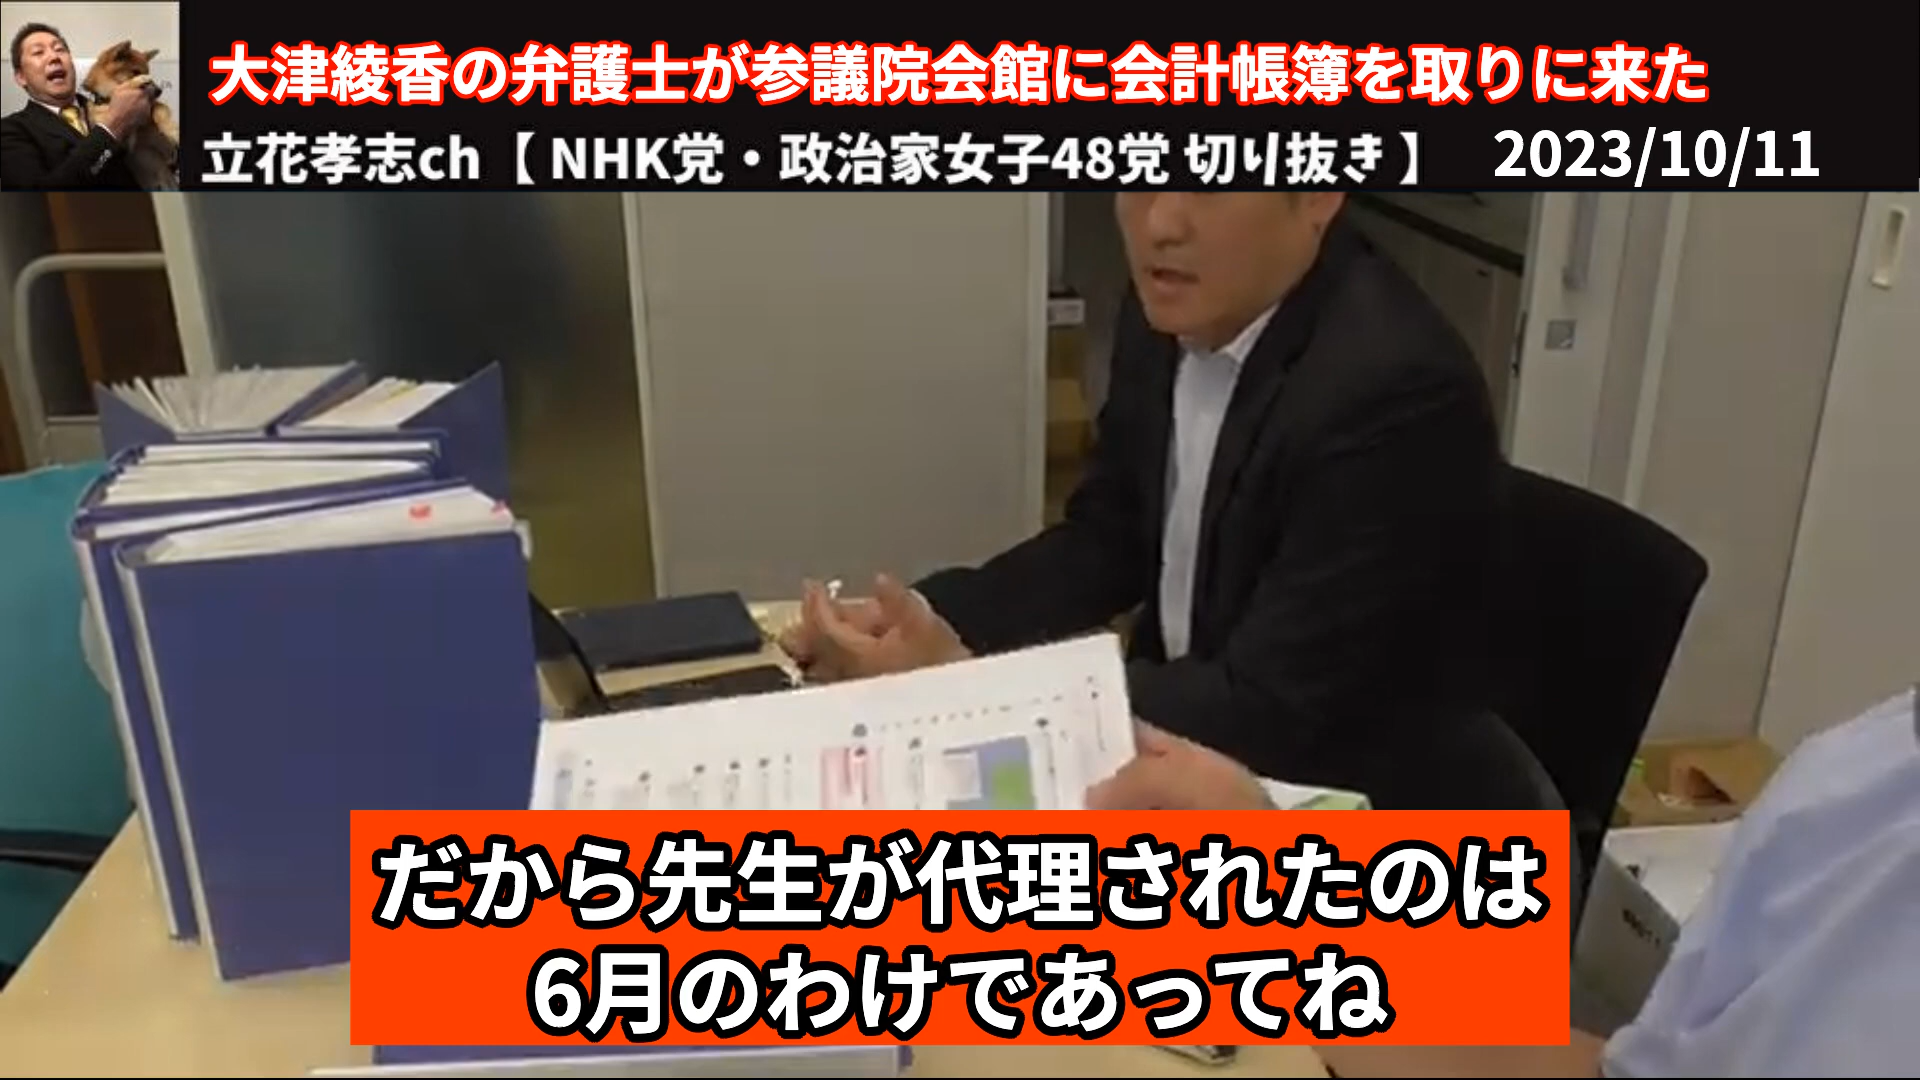 大津綾香の弁護士が参議院会館に会計帳簿を取りに来た
立花孝志ch【 NHK党・政治家女子48党 切り抜き 】 2023/10/11
だから先生が代理されたのは
6月のわけであってね